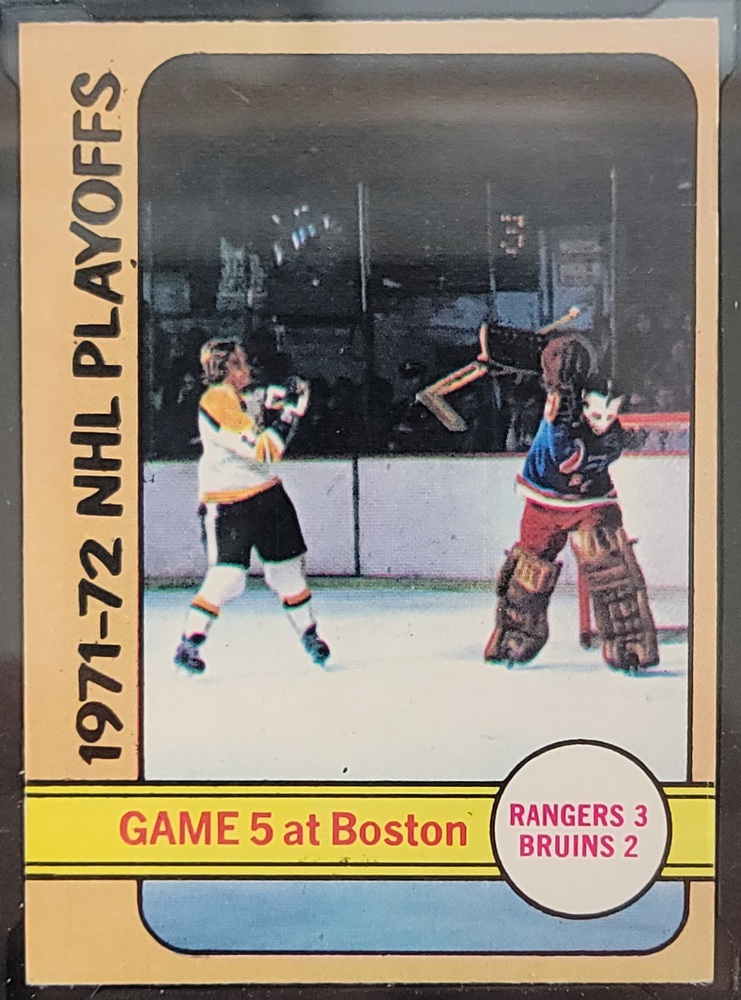 1971-72 NHL PLAYOFFS
GAME 5 at Boston
RANGERS 3
BRUINS 2